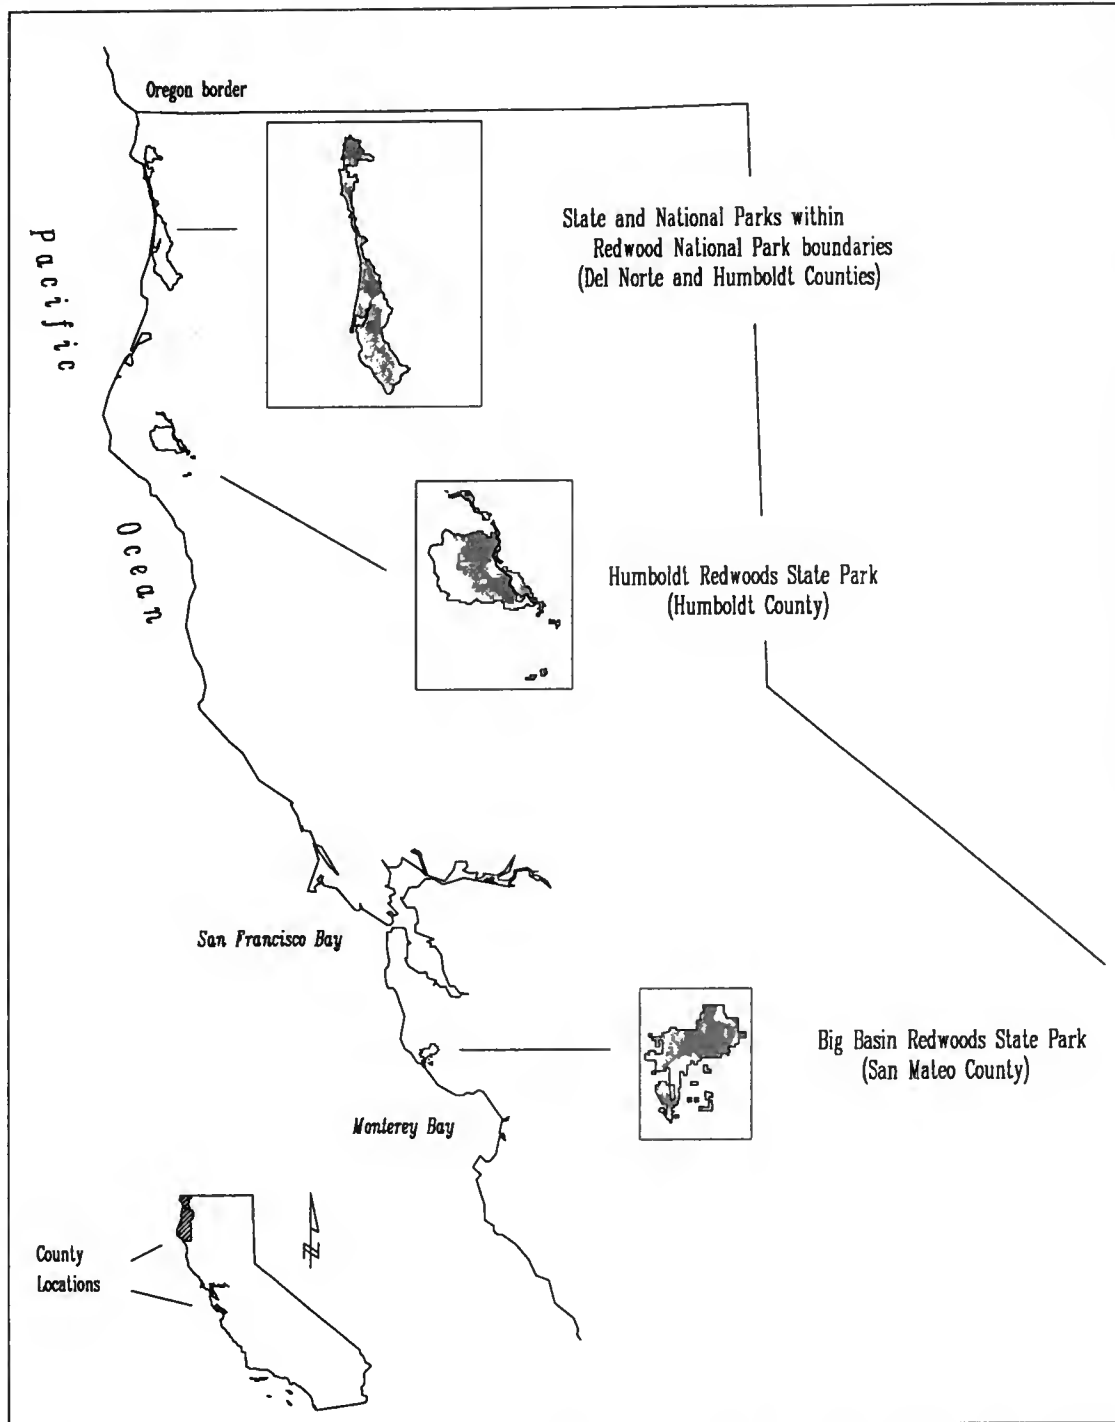 Oregon border
Pacific
Ocean
State and National Parks within
Redwood National Park boundaries
(Del Norte and Humboldt Counties)
Humboldt Redwoods State Park
(Humboldt County)
San Francisco Bay
Big Basin Redwoods State Park
(San Mateo County)
Monterey Bay
County
Locations
N